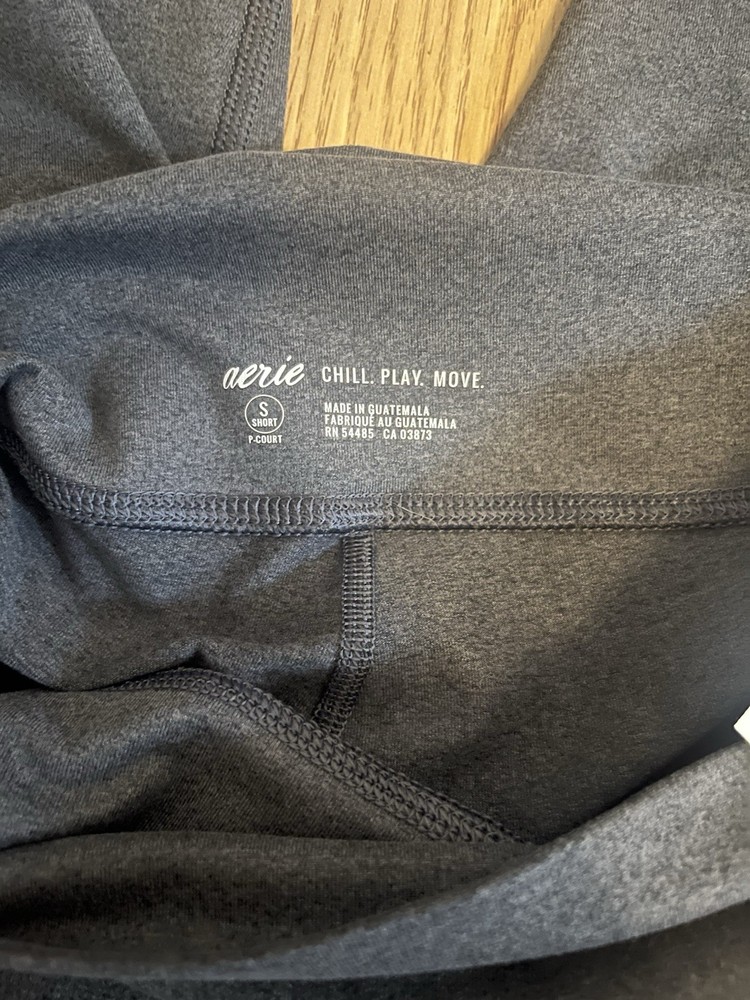 aerie CHILL. PLAY. MOVE.
S
SHORT
P-COURT
MADE IN GUATEMALA
FABRIQUÉ AU GUATEMALA
RN 54485 CA 03873